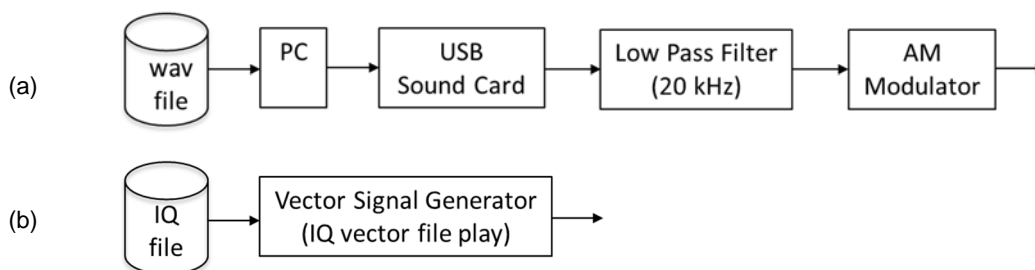 (a)
wav
file
PC
USB
Sound Card
Low Pass Filter
(20 kHz)
AM
Modulator
(b)
IQ
file
Vector Signal Generator
(IQ vector file play)